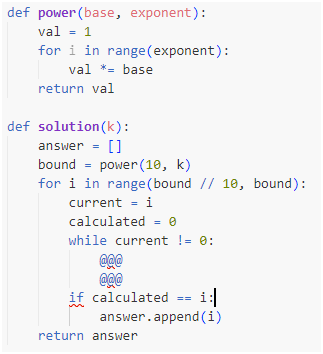 def power(base, exponent):
    val = 1
    for i in range(exponent):
        val *= base
    return val

def solution(k):
    answer = []
    bound = power(10, k)
    for i in range(bound // 10, bound):
        current = i
        calculated = 0
        while current != 0:
            @@@
            @@@
        if calculated == i:
            answer.append(i)
    return answer